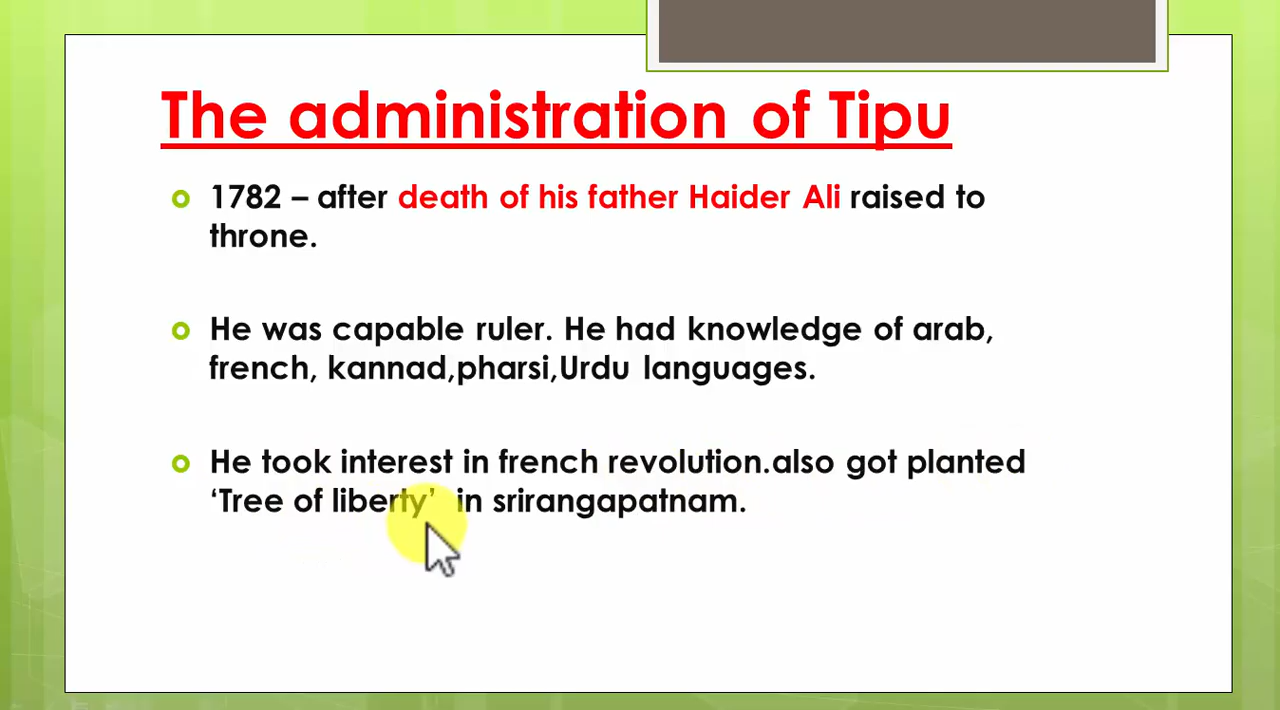 The administration of Tipu
1782 – after death of his father Haider Ali raised to
throne.
He was capable ruler. He had knowledge of arab,
french, kannad,pharsi,Urdu languages.
He took interest in french revolution.also got planted
‘Tree of liberty’ in srirangapatnam.